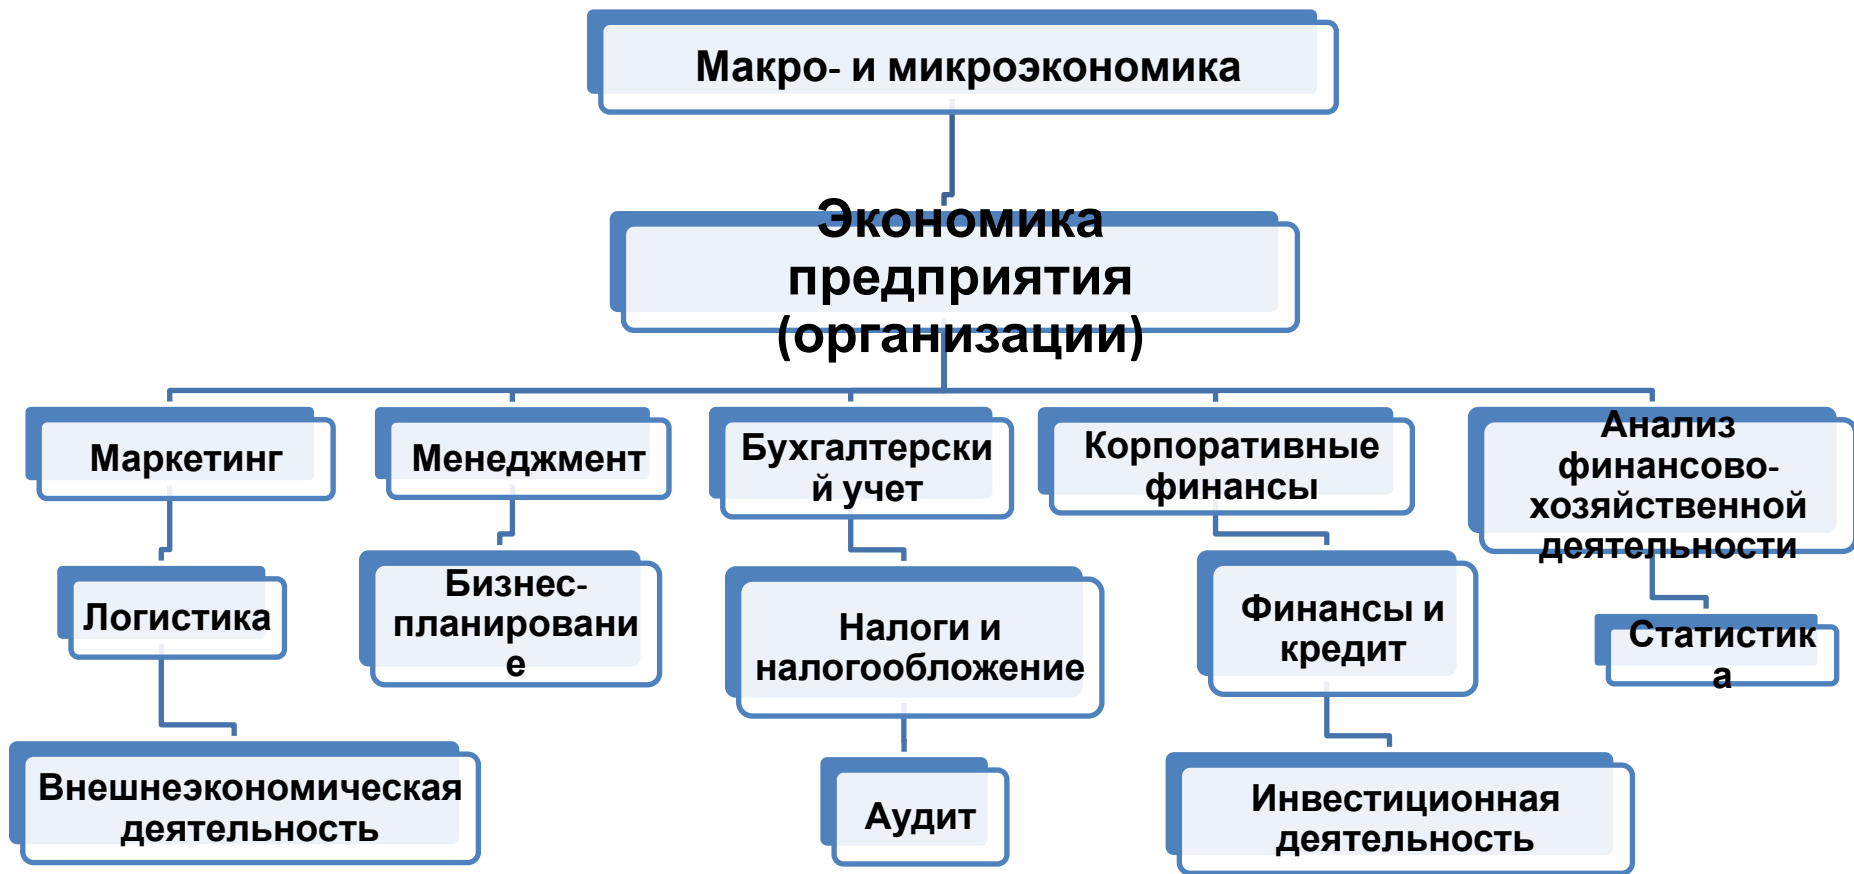 Макро- и микроэкономика
Экономика
предприятия
(организации)
Маркетинг
Менеджмент
Бухгалтерски
й учет
Корпоративные
финансы
Анализ
финансово-
хозяйственной
деятельности
Логистика
Бизнес-
планировани
е
Налоги и
налогообложение
Финансы и
кредит
Статистик
а
Внешнеэкономическая
деятельность
Аудит
Инвестиционная
деятельность